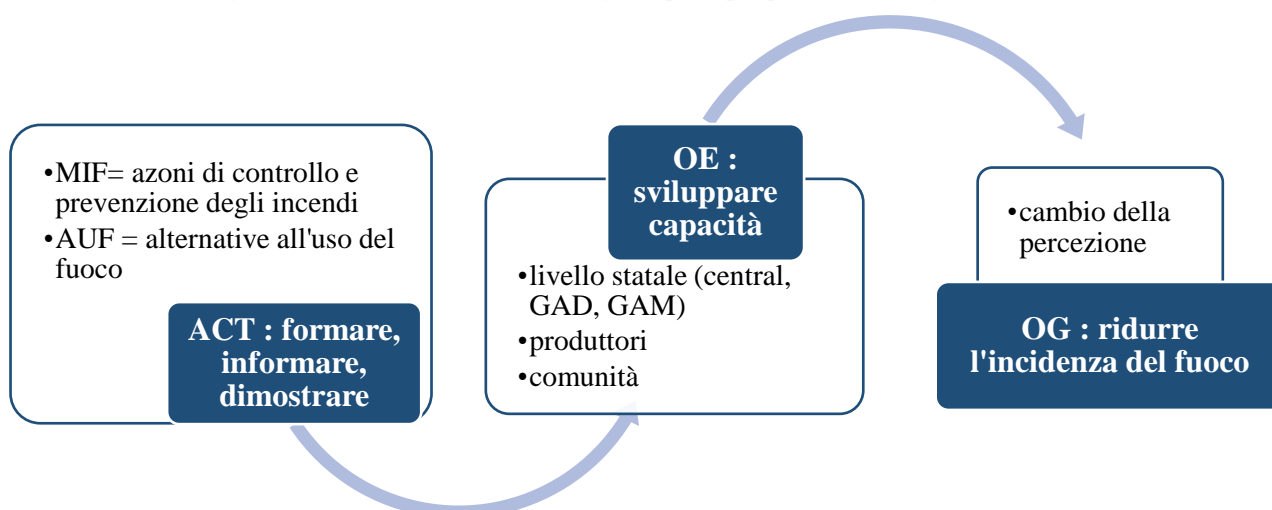 •MIF= azoni di controllo e
prevenzione degli incendi
•AUF = alternative all'uso del
fuoco
ACT : formare,
informare,
dimostrare
OE :
sviluppare
capacità
•livello statale (central,
GAD, GAM)
•produttori
•comunità
•cambio della
percezione
OG : ridurre
l'incidenza del fuoco